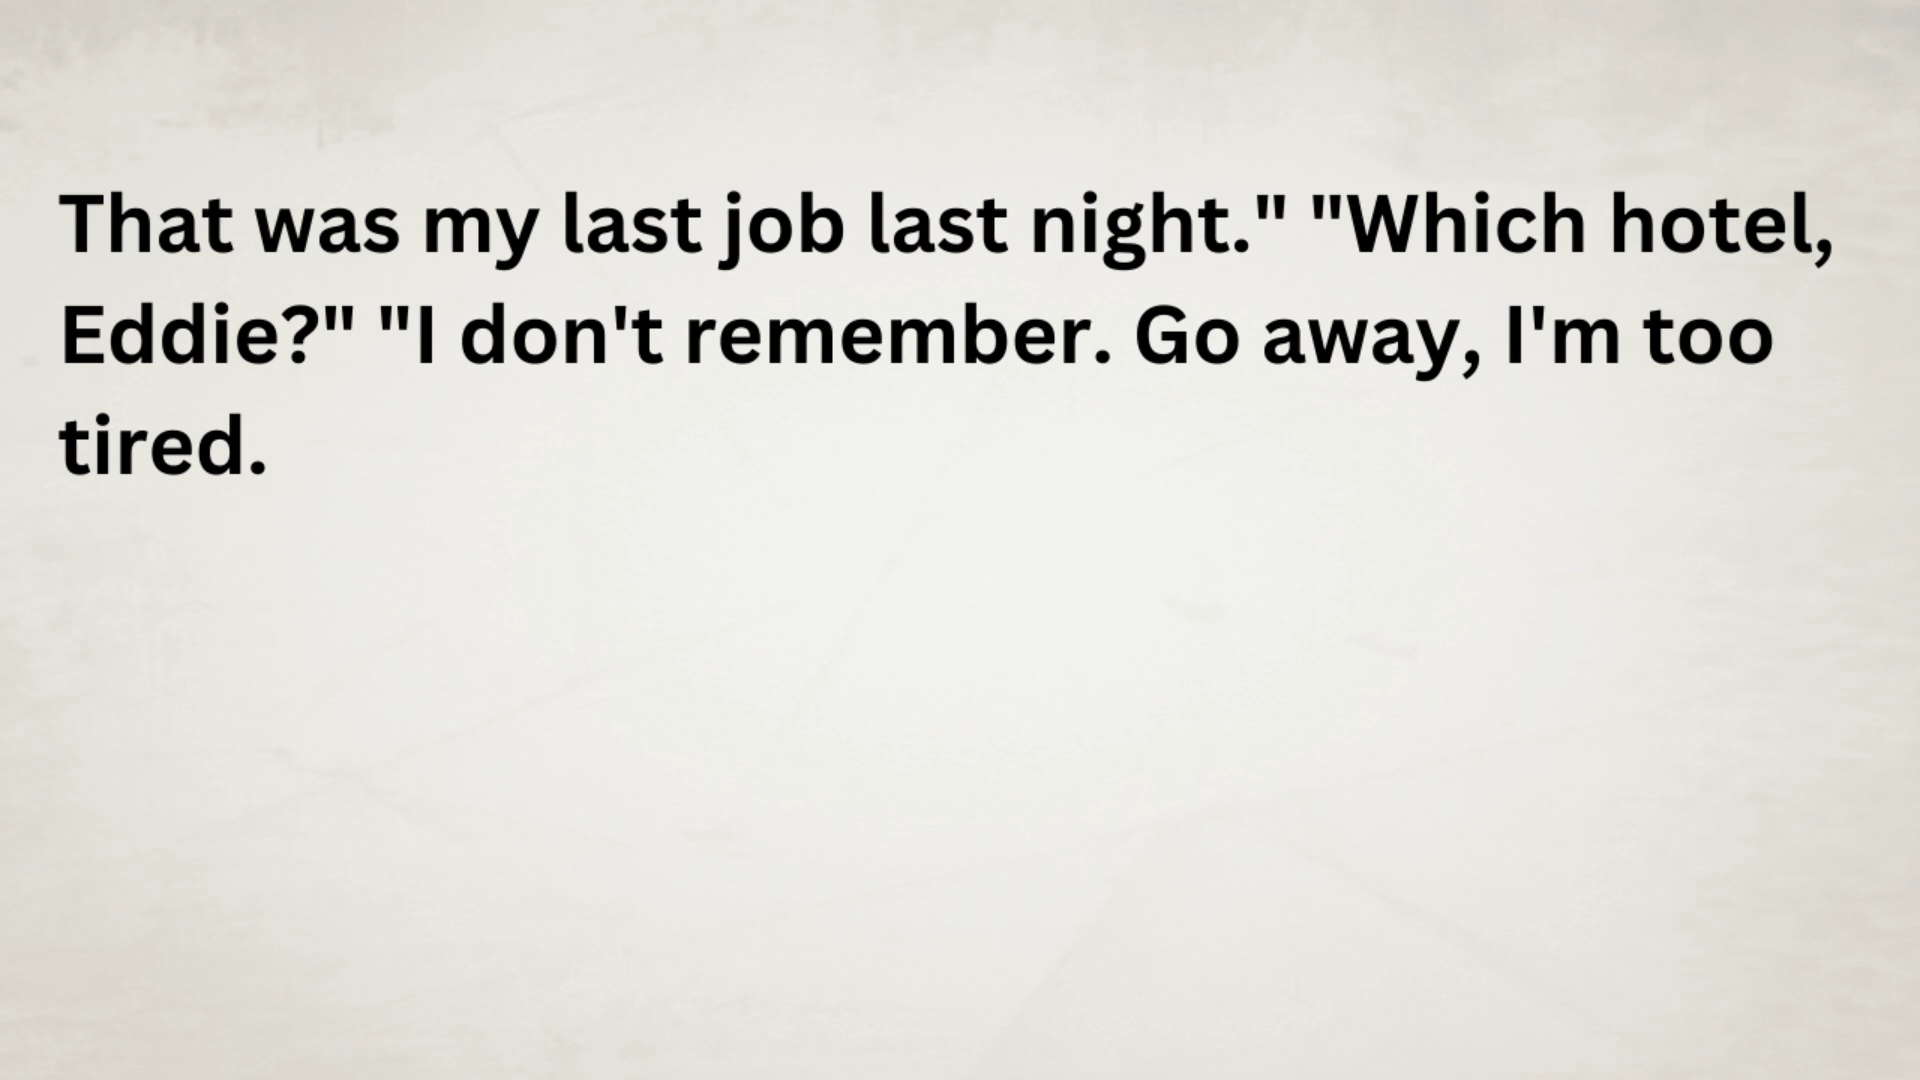 That was my last job last night." "Which hotel,
Eddie?" "I don't remember. Go away, I'm too
tired.